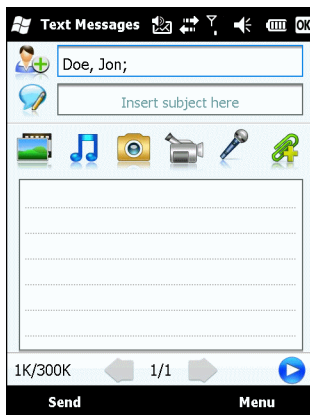 Text Messages OK
Doe, Jon;
Insert subject here
1K/300K 1/1
Send Menu